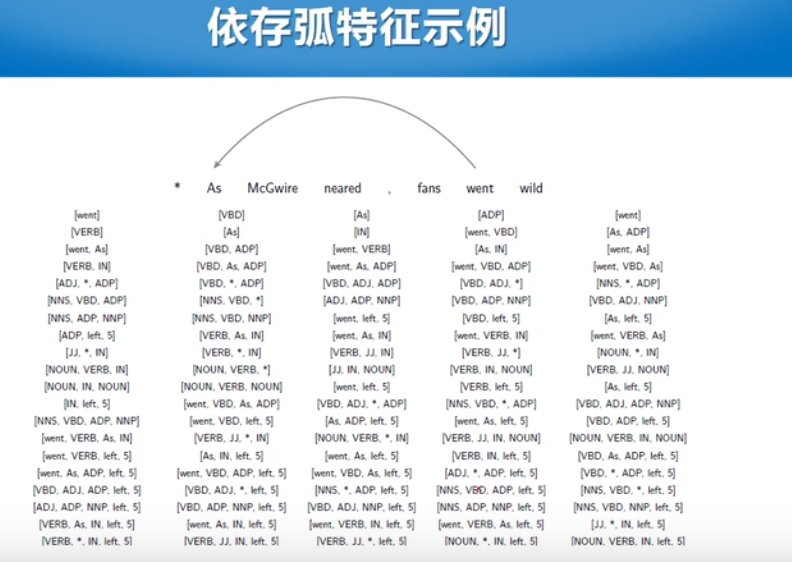 依存弧特征示例
* As McGwire neared , fans went wild
[went] [VBD] [As] [ADP] [went]
[VERB] [As] [IN] [went, VBD] [As, ADP]
[went, As] [VBD, ADP] [went, VERB] [As, IN] [went, As]
[VERB, IN] [VBD, As, ADP] [went, As, ADP] [went, VBD, ADP] [went, VBD, As]
[ADJ, *, ADP] [VBD, *, ADP] [VBD, ADJ, ADP] [VBD, ADJ, *] [NNS, *, ADP]
[NNS, VBD, ADP] [NNS, VBD, *] [ADJ, ADP, NNP] [VBD, ADP, NNP] [VBD, ADJ, NNP]
[NNS, ADP, NNP] [NNS, VBD, NNP] [went, left, 5] [VBD, left, 5] [As, left, 5]
[ADP, left, 5] [VERB, As, IN] [went, As, IN] [went, VERB, IN] [went, VERB, As]
[JJ, *, IN] [VERB, *, IN] [VERB, JJ, IN] [VERB, JJ, *] [NOUN, *, IN]
[NOUN, VERB, IN] [NOUN, VERB, *] [JJ, IN, NOUN] [VERB, IN, NOUN] [VERB, JJ, NOUN]
[NOUN, IN, NOUN] [NOUN, VERB, NOUN] [went, left, 5] [VERB, left, 5] [As, left, 5]
[IN, left, 5] [went, VBD, As, ADP] [VBD, ADJ, *, ADP] [NNS, VBD, *, ADP] [VBD, ADJ, ADP, NNP]
[NNS, VBD, ADP, NNP] [went, VBD, left, 5] [As, ADP, left, 5] [went, As, left, 5] [VBD, ADP, left, 5]
[went, VERB, As, IN] [VERB, JJ, *, IN] [NOUN, VERB, *, IN] [VERB, JJ, IN, NOUN] [NOUN, VERB, IN, NOUN]
[went, VERB, left, 5] [As, IN, left, 5] [went, As, left, 5] [VERB, IN, left, 5] [VBD, As, ADP, left, 5]
[went, As, ADP, left, 5] [went, VBD, ADP, left, 5] [went, VBD, As, left, 5] [ADJ, *, ADP, left, 5] [VBD, *, ADP, left, 5]
[VBD, ADJ, ADP, left, 5] [VBD, ADJ, *, left, 5] [NNS, *, ADP, left, 5] [NNS, VBD, ADP, left, 5] [NNS, VBD, *, left, 5]
[ADJ, ADP, NNP, left, 5] [VBD, ADP, NNP, left, 5] [VBD, ADJ, NNP, left, 5] [NNS, ADP, NNP, left, 5] [NNS, VBD, NNP, left, 5]
[VERB, As, IN, left, 5] [went, As, IN, left, 5] [went, VERB, IN, left, 5] [went, VERB, As, left, 5] [JJ, *, IN, left, 5]
[VERB, *, IN, left, 5] [VERB, JJ, IN, left, 5] [VERB, JJ, *, left, 5] [NOUN, *, IN, left, 5] [NOUN, VERB, IN, left, 5]